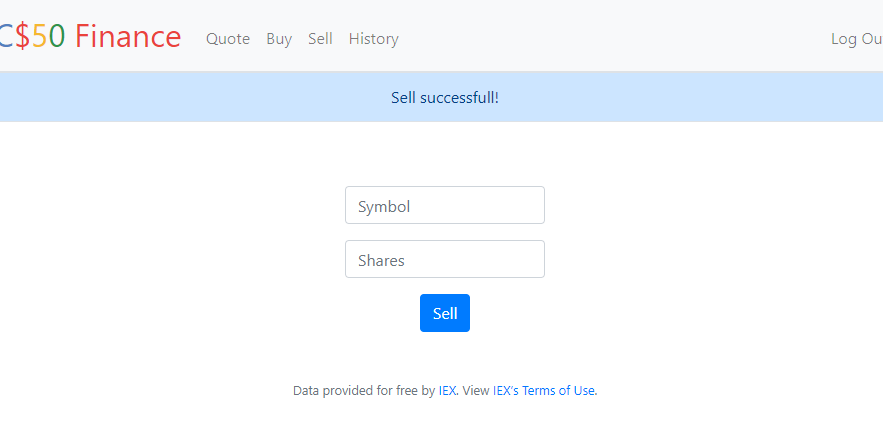 C$50 Finance Quote Buy Sell History Log Ou
Sell successfull!
Symbol
Shares
Sell
Data provided for free by IEX. View IEX's Terms of Use.